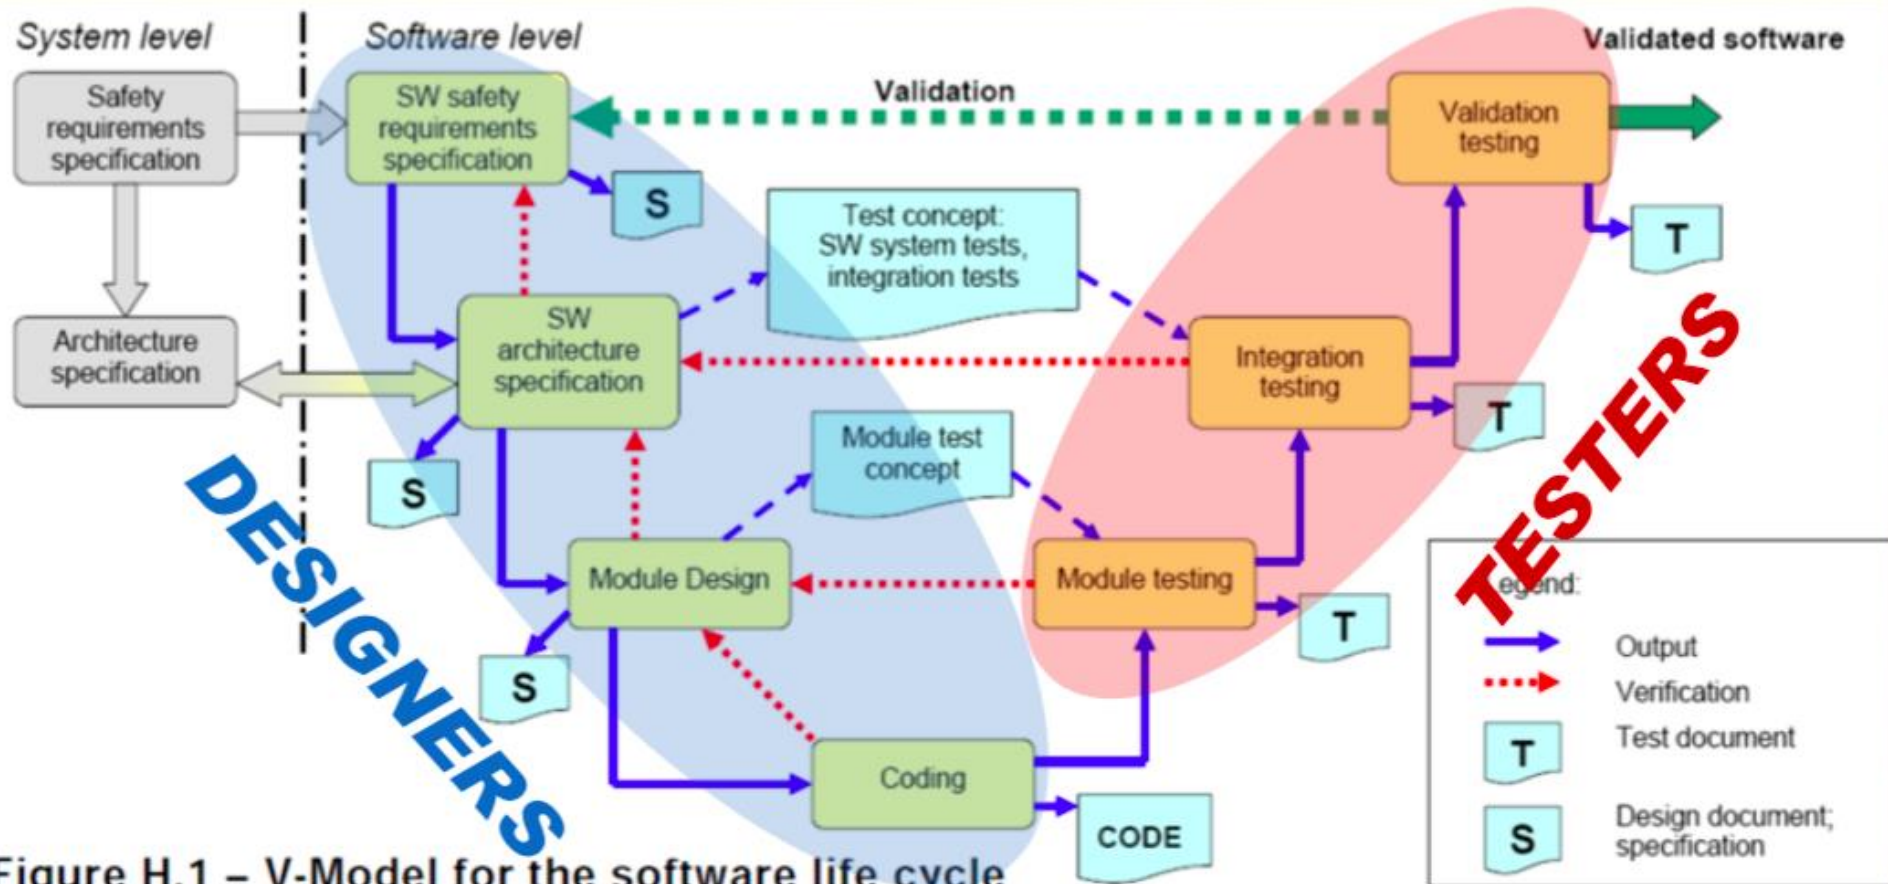 System level
Software level
Validated software
Safety
requirements
specification
SW safety
requirements
specification
Validation
Validation
testing
S
Test concept:
SW system tests,
integration tests
T
Architecture
specification
SW
architecture
specification
Integration
testing
T
S
Module test
concept
DESIGNERS
TESTERS
Module Design
Module testing
T
S
Coding
CODE
egend:
Output
Verification
T
Test document
S
Design document;
specification
Figure H.1 – V-Model for the software life cycle